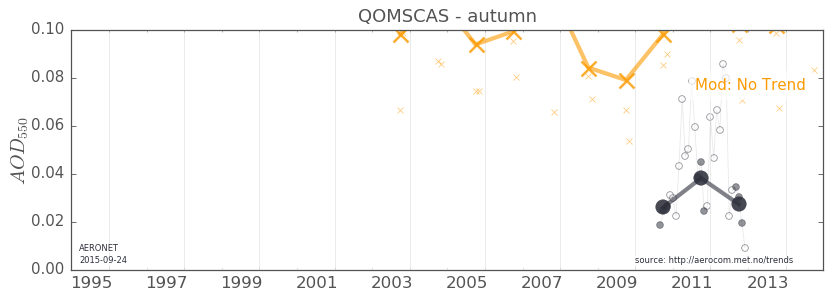 QOMSCAS - autumn
0.10
0.08
0.06
0.04
0.02
0.00
AOD550
Mod: No Trend
AERONET
2015-09-24
source: http://aerocom.met.no/trends
1995 1997 1999 2001 2003 2005 2007 2009 2011 2013